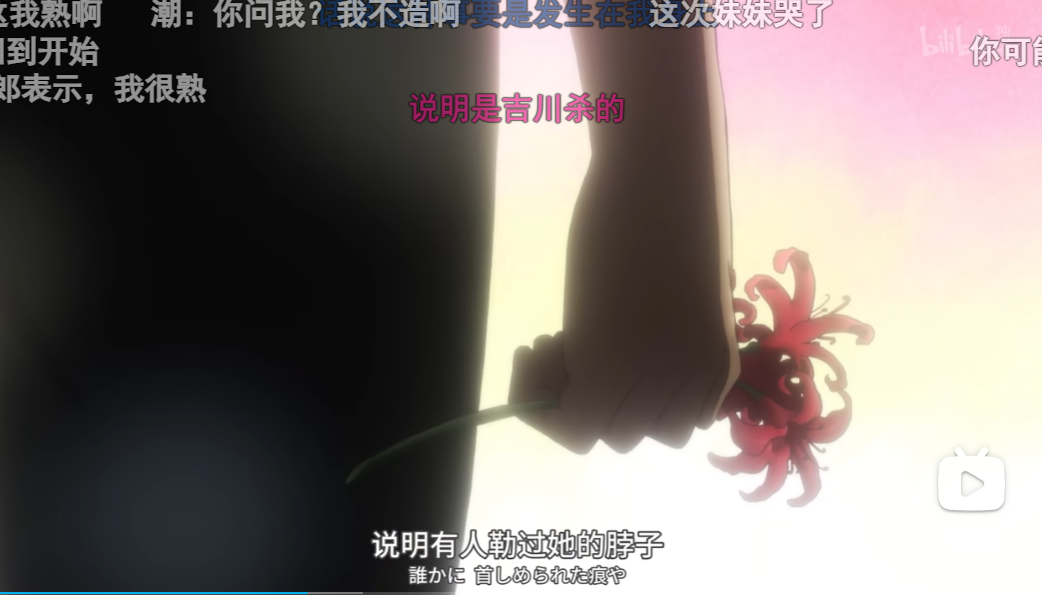 这我熟啊
潮：你问我？我不造啊
要是发生在我
这次妹妹哭了
回到开始
你可能
郎表示，我很熟
说明是吉川杀的
说明有人勒过她的脖子
誰かに 首しめられた痕や